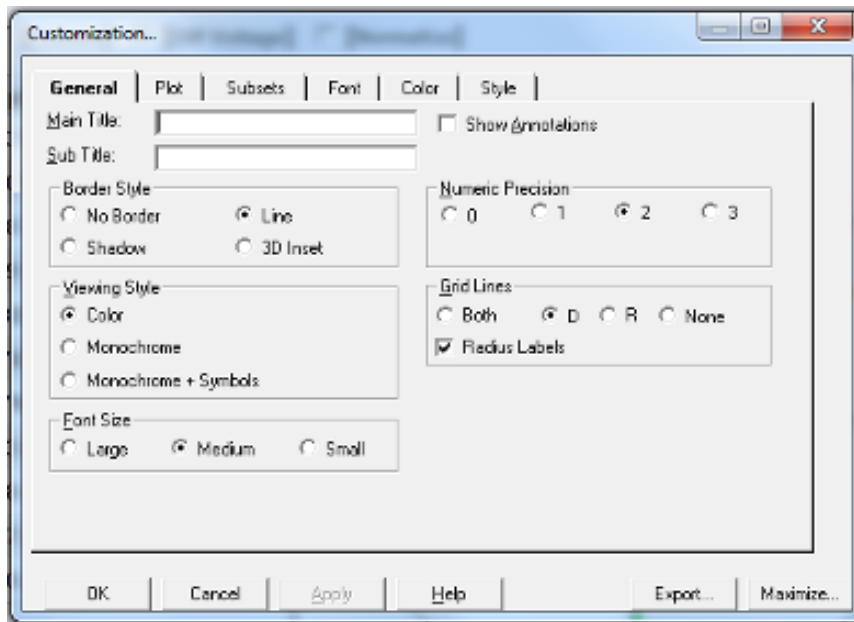 Customization...
General Plot Subsets Font Color Style
Main Title:
Show Annotations
Sub Title:
Border Style
No Border Line
Shadow 3D Inset
Numeric Precision
0 1 2 3
Viewing Style
Color
Monochrome
Monochrome + Symbols
Grid Lines
Both D R None
Radius Labels
Font Size
Large Medium Small
OK Cancel Apply Help Export... Maximize...